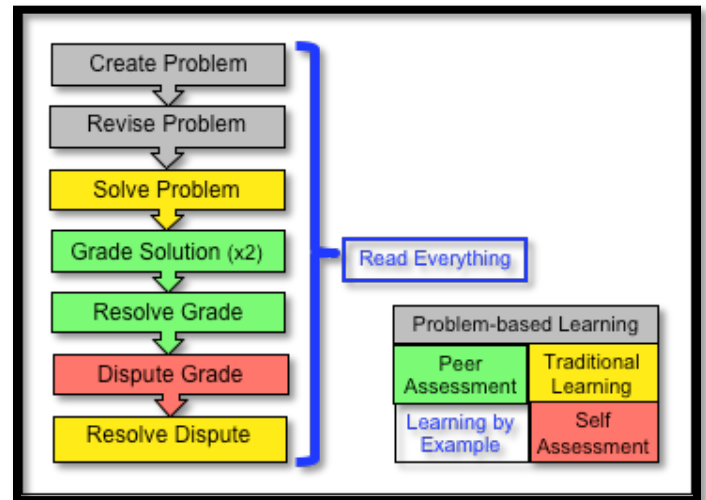 Create Problem
Revise Problem
Solve Problem
Grade Solution (x2)
Resolve Grade
Dispute Grade
Resolve Dispute
Read Everything
Problem-based Learning
Peer
Assessment
Traditional
Learning
Learning by
Example
Self
Assessment